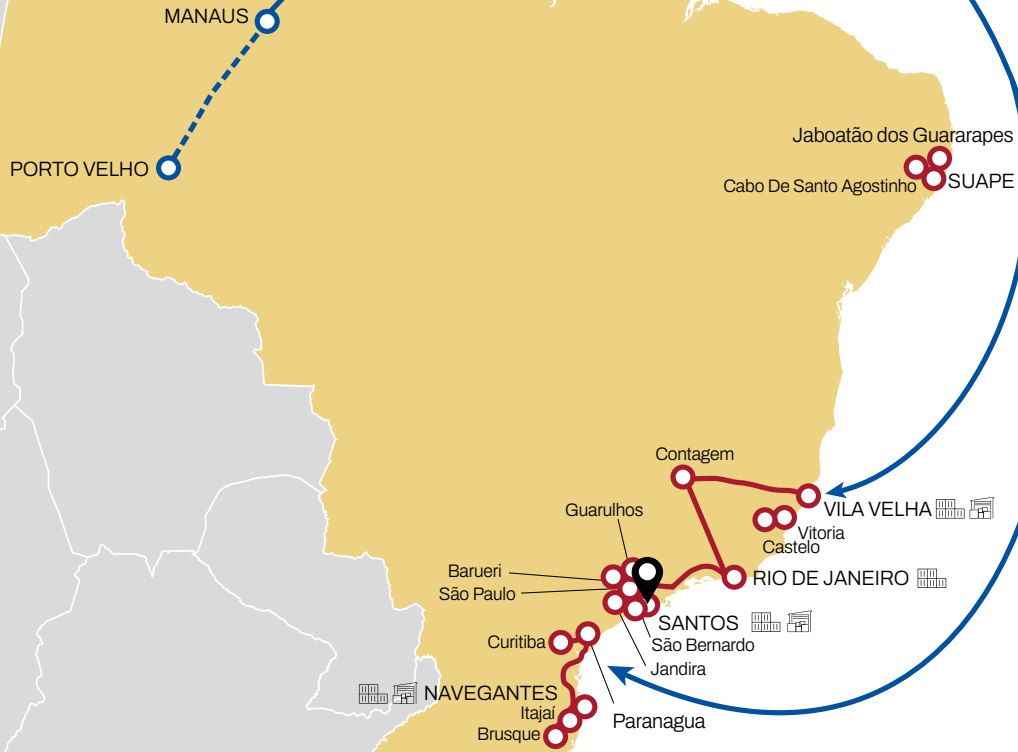 MANAUS
Jaboatão dos Guararapes
PORTO VELHO
SUAPE
Cabo De Santo Agostinho
Contagem
VILA VELHA
Guarulhos
Vitoria
Castelo
Barueri
RIO DE JANEIRO
São Paulo
SANTOS
Curitiba
São Bernardo
Jandira
NAVEGANTES
Itajaí
Paranagua
Brusque